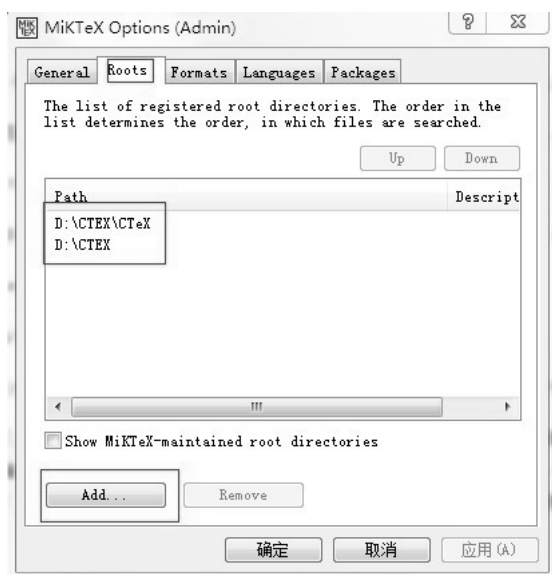 MiKTeX Options (Admin)
General Roots Formats Languages Packages
The list of registered root directories. The order in the
list determines the order, in which files are searched.
Up Down
Path Descript
D:\CTEX\CTeX
D:\CTEX
Show MiKTeX-maintained root directories
Add... Remove
确定 取消 应用(A)